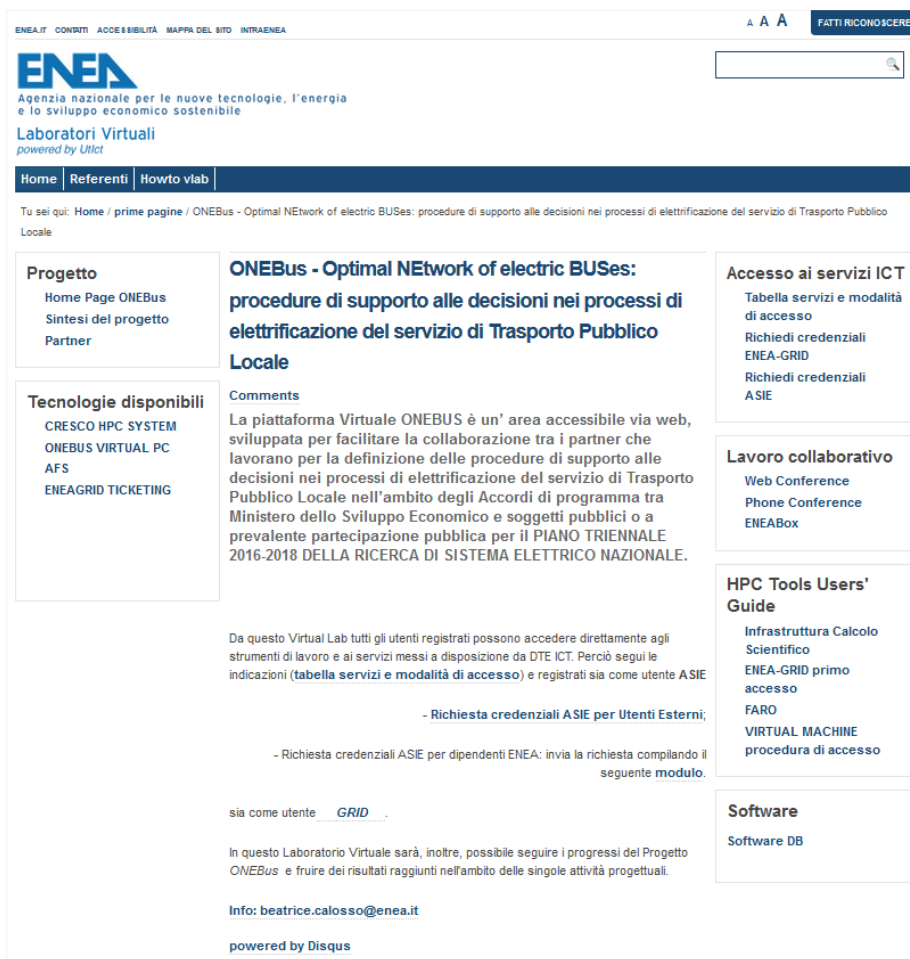 ENEA.IT CONTATTI ACCESSIBILITÀ MAPPA DEL SITO INTRAENEA
A A A
FATTI RICONOSCERE
ENEA
Agenzia nazionale per le nuove tecnologie, l'energia
e lo sviluppo economico sostenibile
Laboratori Virtuali
powered by UtIct
Home Referenti Howto vlab
Tu sei qui: Home / prime pagine / ONEBus - Optimal NEtwork of electric BUSes: procedure di supporto alle decisioni nei processi di elettrificazione del servizio di Trasporto Pubblico
Locale
Progetto
Home Page ONEBus
Sintesi del progetto
Partner
Tecnologie disponibili
CRESCO HPC SYSTEM
ONEBUS VIRTUAL PC
AFS
ENEAGRID TICKETING
ONEBus - Optimal NEtwork of electric BUSes:
procedure di supporto alle decisioni nei processi di
elettrificazione del servizio di Trasporto Pubblico
Locale
Comments
La piattaforma Virtuale ONEBUS è un' area accessibile via web,
sviluppata per facilitare la collaborazione tra i partner che
lavorano per la definizione delle procedure di supporto alle
decisioni nei processi di elettrificazione del servizio di Trasporto
Pubblico Locale nell'ambito degli Accordi di programma tra
Ministero dello Sviluppo Economico e soggetti pubblici o a
prevalente partecipazione pubblica per il PIANO TRIENNALE
2016-2018 DELLA RICERCA DI SISTEMA ELETTRICO NAZIONALE.
Da questo Virtual Lab tutti gli utenti registrati possono accedere direttamente agli
strumenti di lavoro e ai servizi messi a disposizione da DTE ICT. Perciò segui le
indicazioni (tabella servizi e modalità di accesso) e registrati sia come utente ASIE
- Richiesta credenziali ASIE per Utenti Esterni;
- Richiesta credenziali ASIE per dipendenti ENEA: invia la richiesta compilando il
seguente modulo.
sia come utente GRID .
In questo Laboratorio Virtuale sarà, inoltre, possibile seguire i progressi del Progetto
ONEBus e fruire dei risultati raggiunti nell'ambito delle singole attività progettuali.
Info: beatrice.calosso@enea.it
powered by Disqus
Accesso ai servizi ICT
Tabella servizi e modalità
di accesso
Richiedi credenziali
ENEA-GRID
Richiedi credenziali
ASIE
Lavoro collaborativo
Web Conference
Phone Conference
ENEABox
HPC Tools Users'
Guide
Infrastruttura Calcolo
Scientifico
ENEA-GRID primo
accesso
FARO
VIRTUAL MACHINE
procedura di accesso
Software
Software DB